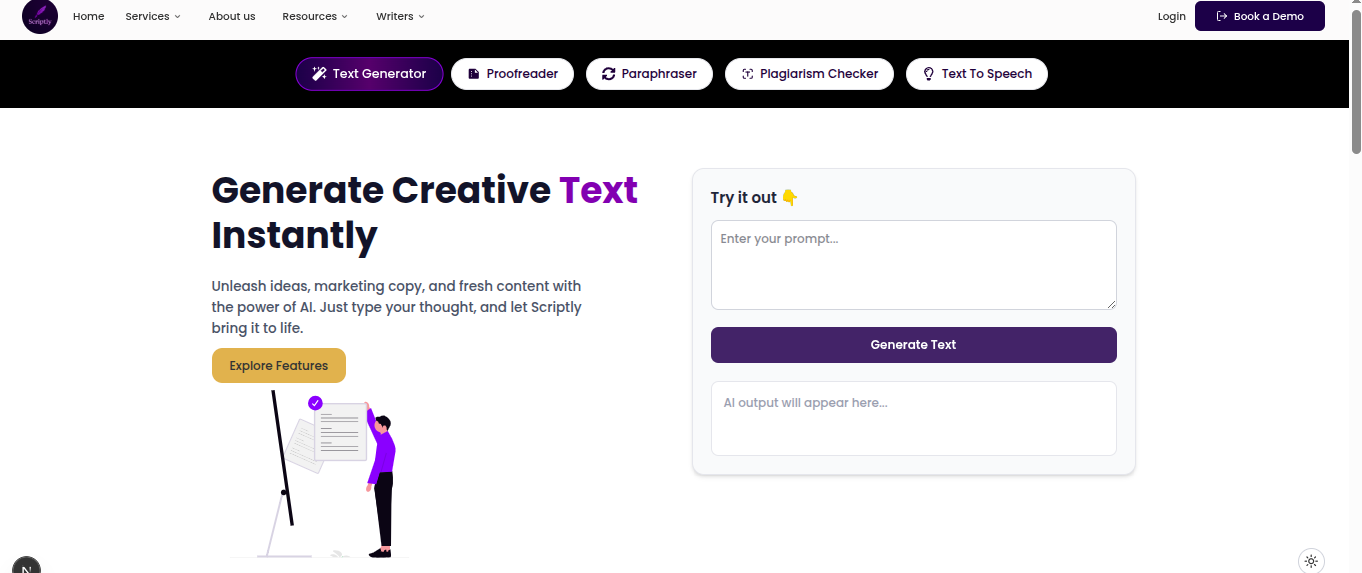 Scriptly
Home
Services
About us
Resources
Writers
Login
Book a Demo
Text Generator
Proofreader
Paraphraser
Plagiarism Checker
Text To Speech
Generate Creative Text
Instantly
Unleash ideas, marketing copy, and fresh content with
the power of AI. Just type your thought, and let Scriptly
bring it to life.
Explore Features
Try it out 👇
Enter your prompt...
Generate Text
AI output will appear here...
N